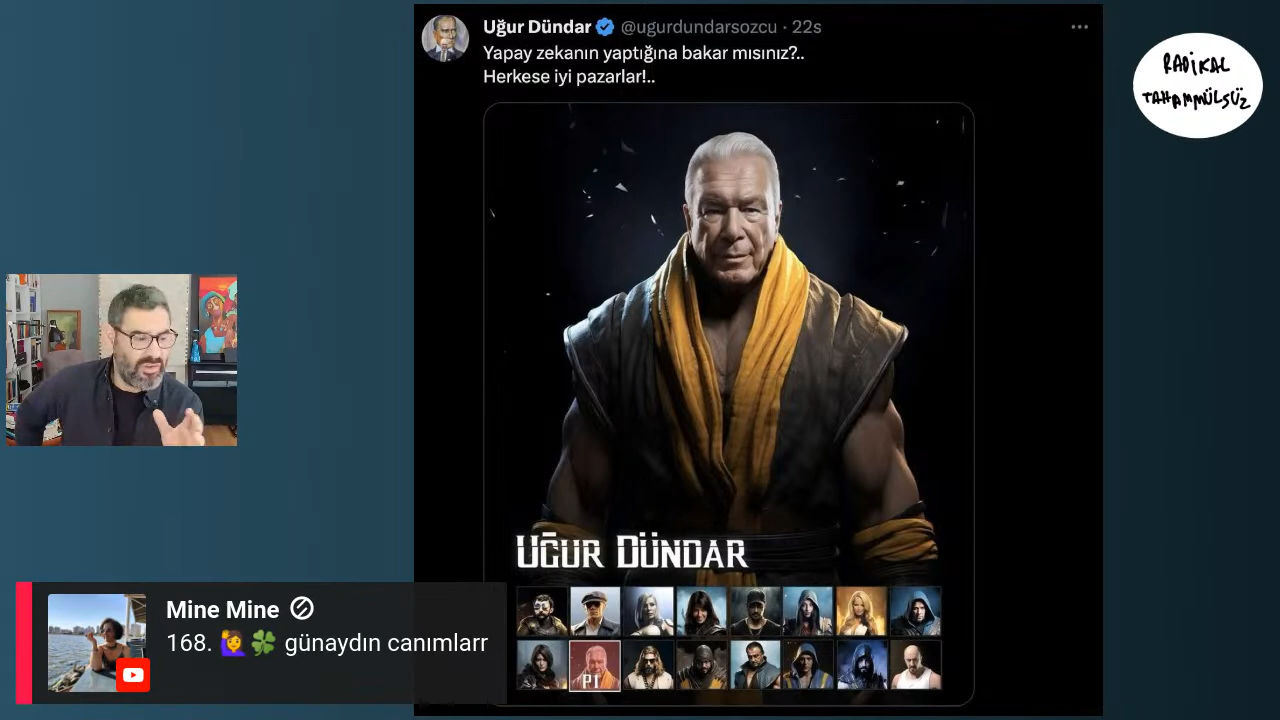 Uğur Dündar @ugurdundarsozcu · 22s
Yapay zekanın yaptığına bakar mısınız?..
Herkese iyi pazarlar!..
RADİKAL
TAHAMMÜLSÜZ
UĞUR DÜNDAR
P1
Mine Mine
168. 🙋‍♀️🍀 günaydın canımlarr